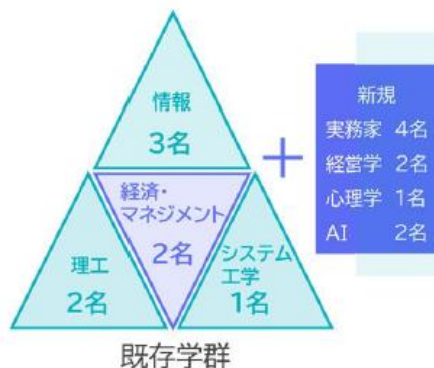 情報
3名
経済・
マネジメント
2名
理工
2名
システム
工学
1名
既存学群
+
新規
実務家 4名
経営学 2名
心理学 1名
AI 2名